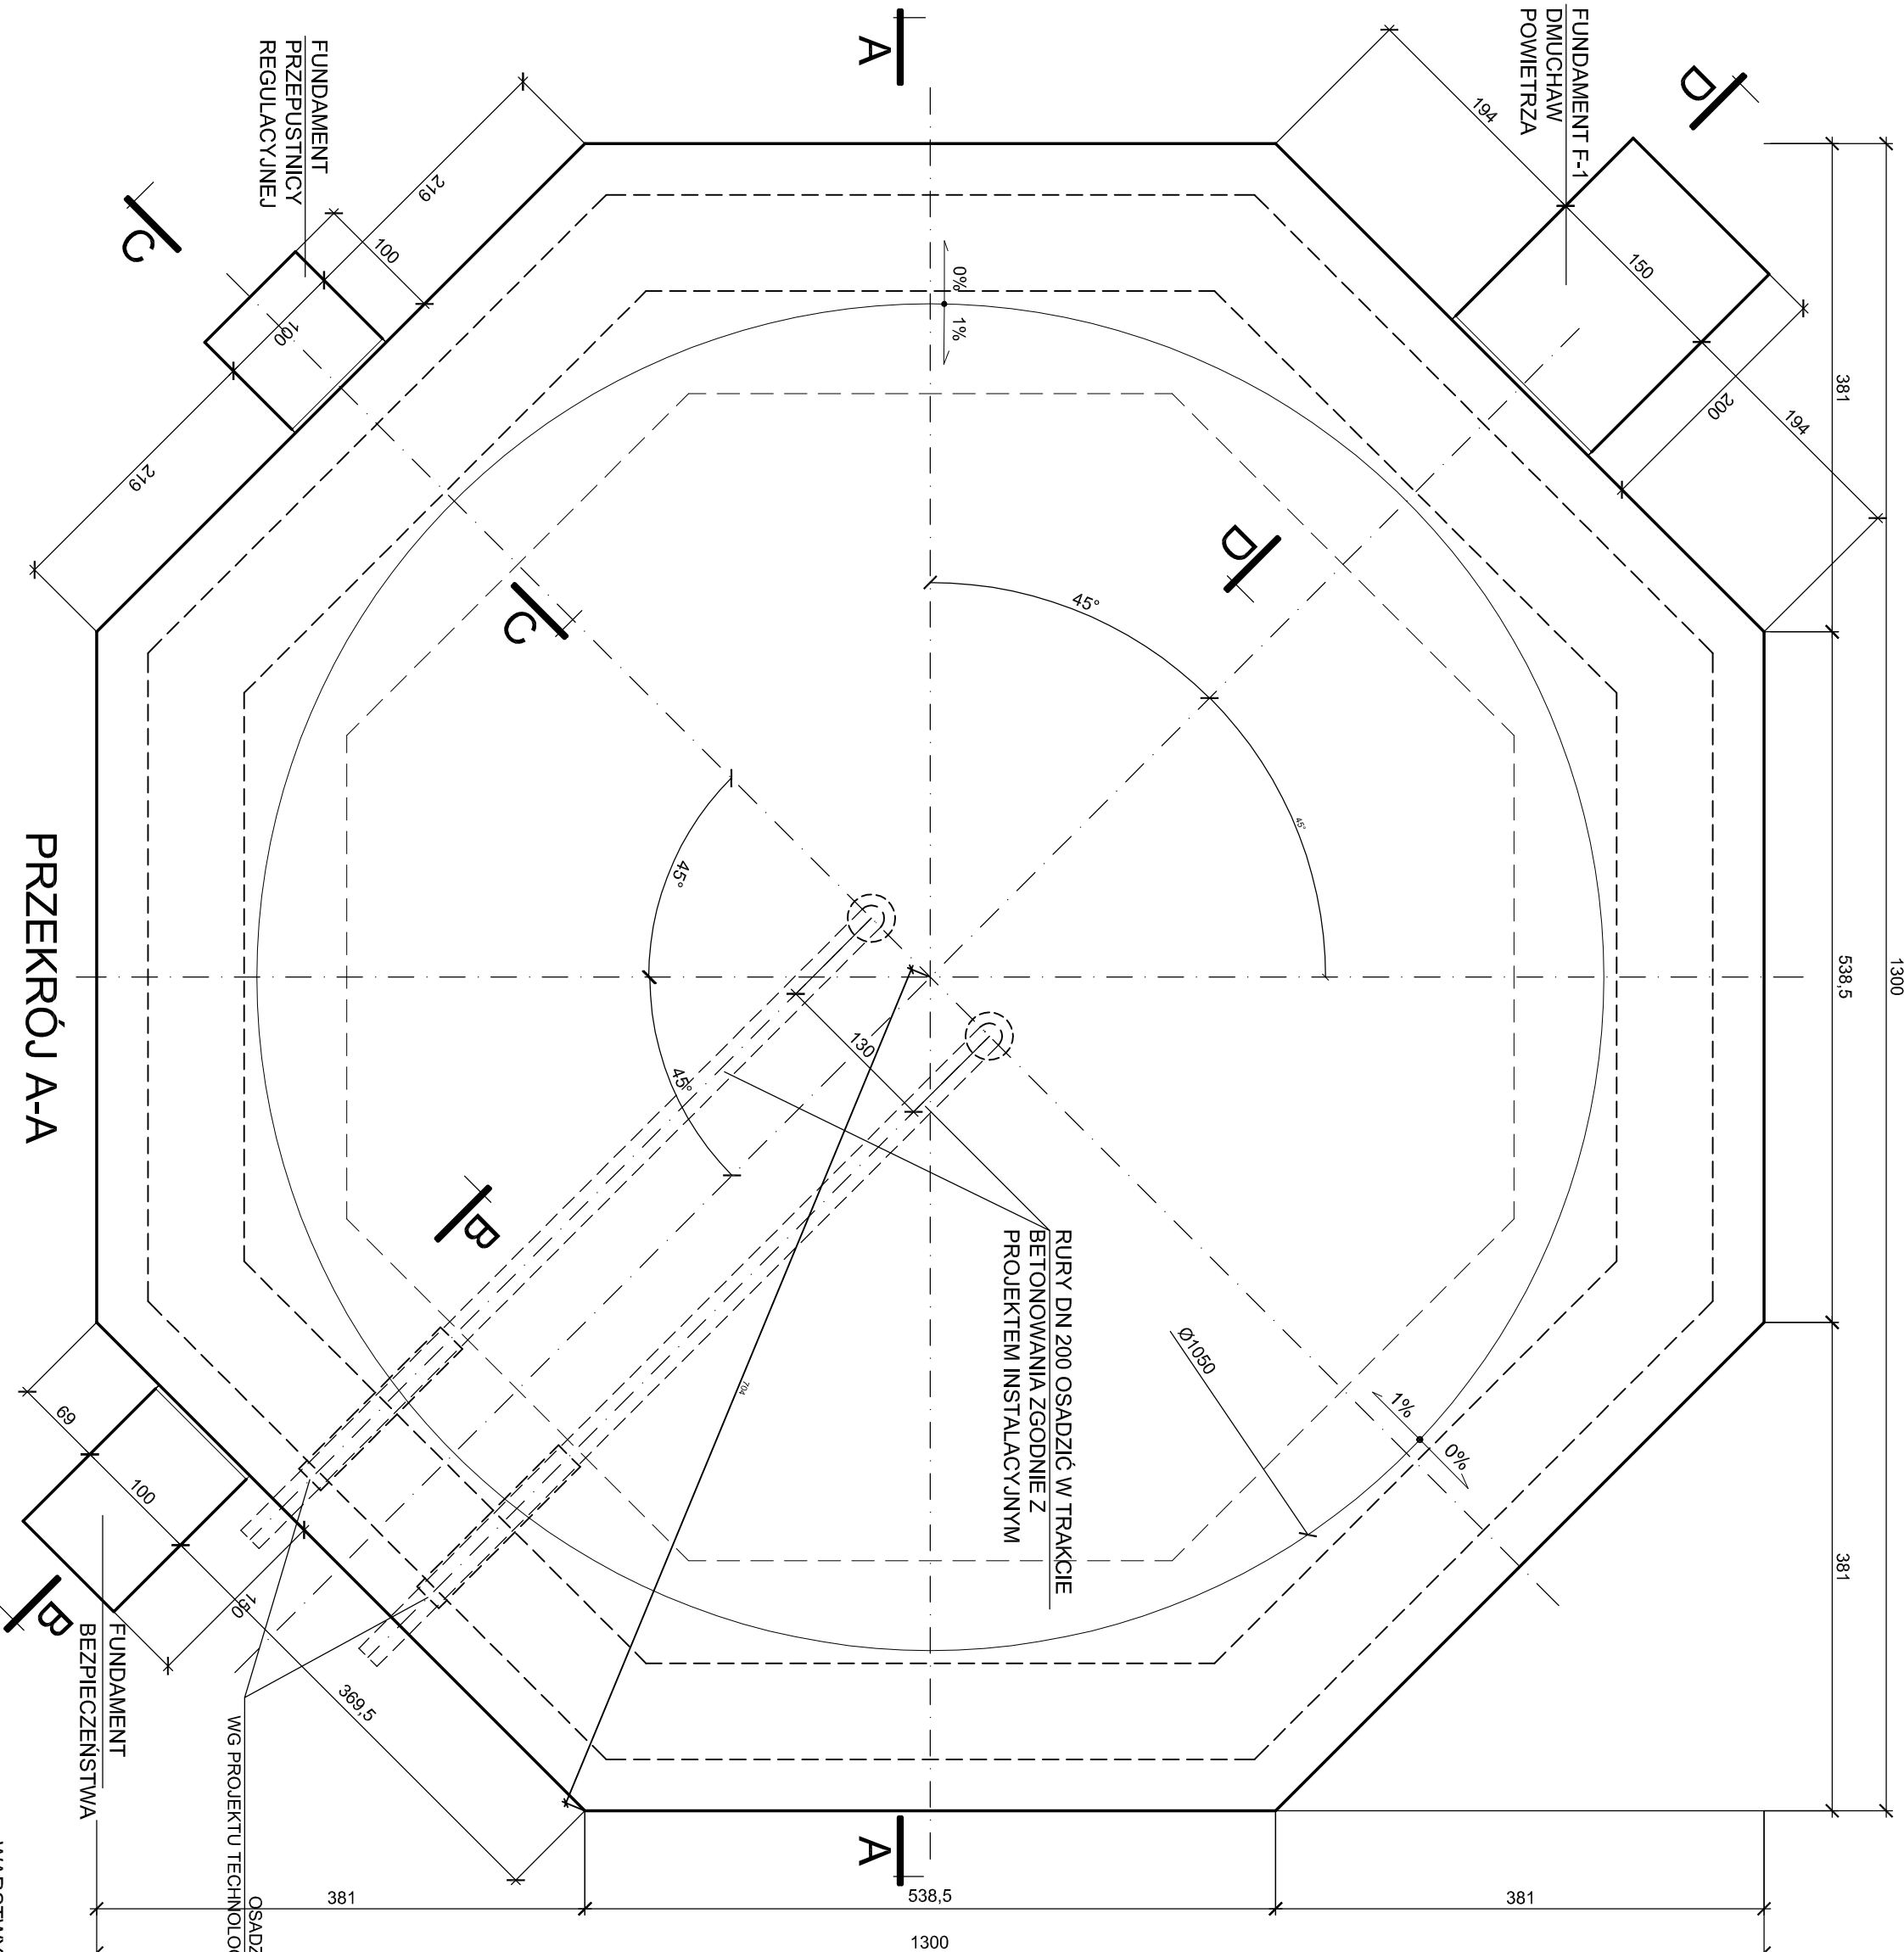 FUNDAMENT F-1
DMUCHAW
POWIETRZA
D
194
150
194
200
381
538,5
381
1300
A
FUNDAMENT
PRZEPUSTNICY
REGULACYJNEJ
219
100
100
219
C
C
0%
1%
D
45°
45°
45°
45°
130
704
B
RURY DN 200 OSADZIĆ W TRAKCIE
BETONOWANIA ZGODNIE Z
PROJEKTEM INSTALACYJNYM
Ø1050
1%
0%
PRZEKRÓJ A-A
69
100
150
369,5
B
FUNDAMENT
BEZPIECZEŃSTWA
WG PROJEKTU
A
381
538,5
381
1300